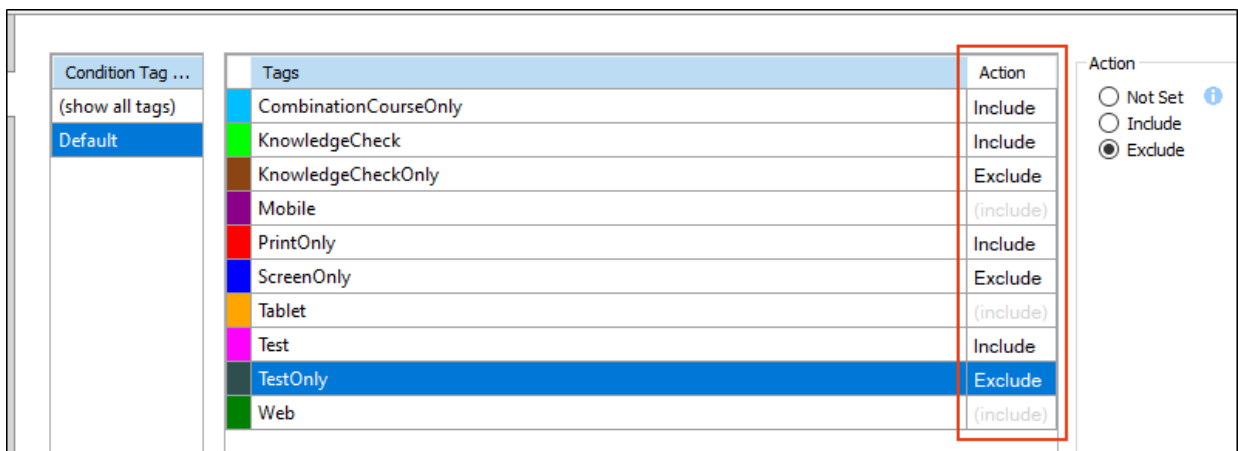 Condition Tag ...
(show all tags)
Default
Tags Action
CombinationCourseOnly Include
KnowledgeCheck Include
KnowledgeCheckOnly Exclude
Mobile (include)
PrintOnly Include
ScreenOnly Exclude
Tablet (include)
Test Include
TestOnly Exclude
Web (include)
Action
Not Set i
Include
Exclude